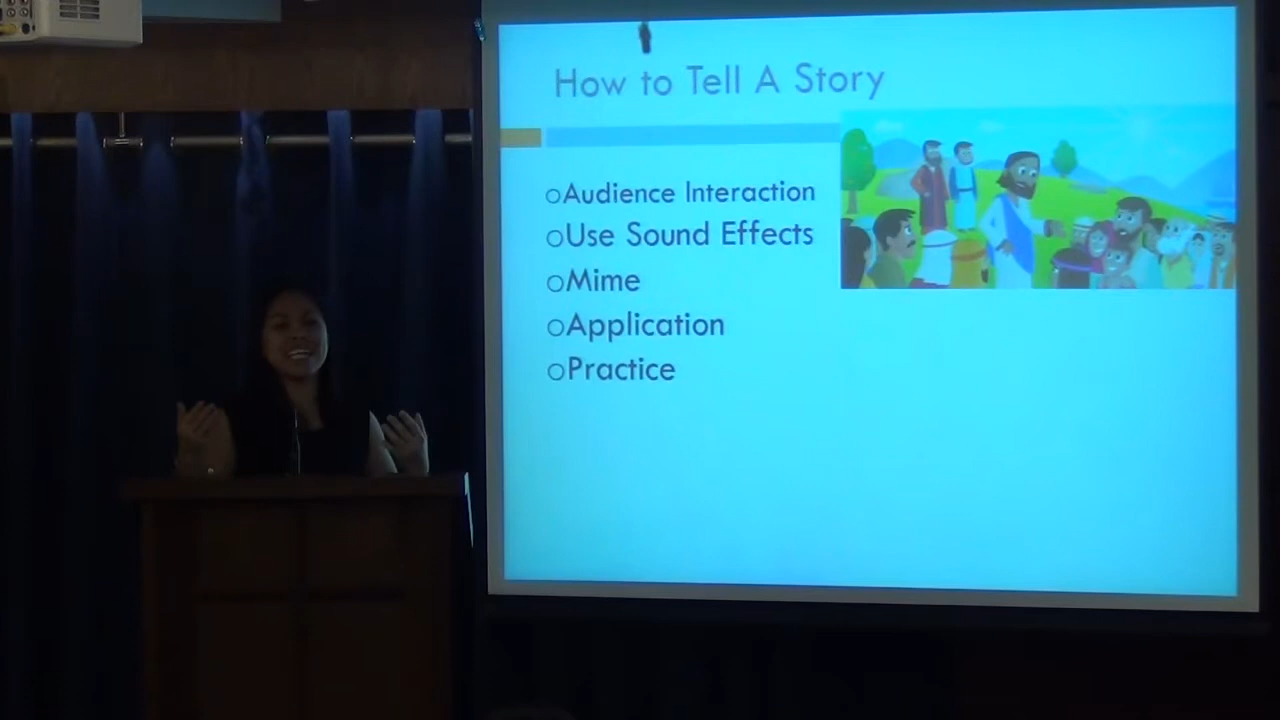 How to Tell A Story
Audience Interaction
Use Sound Effects
Mime
Application
Practice